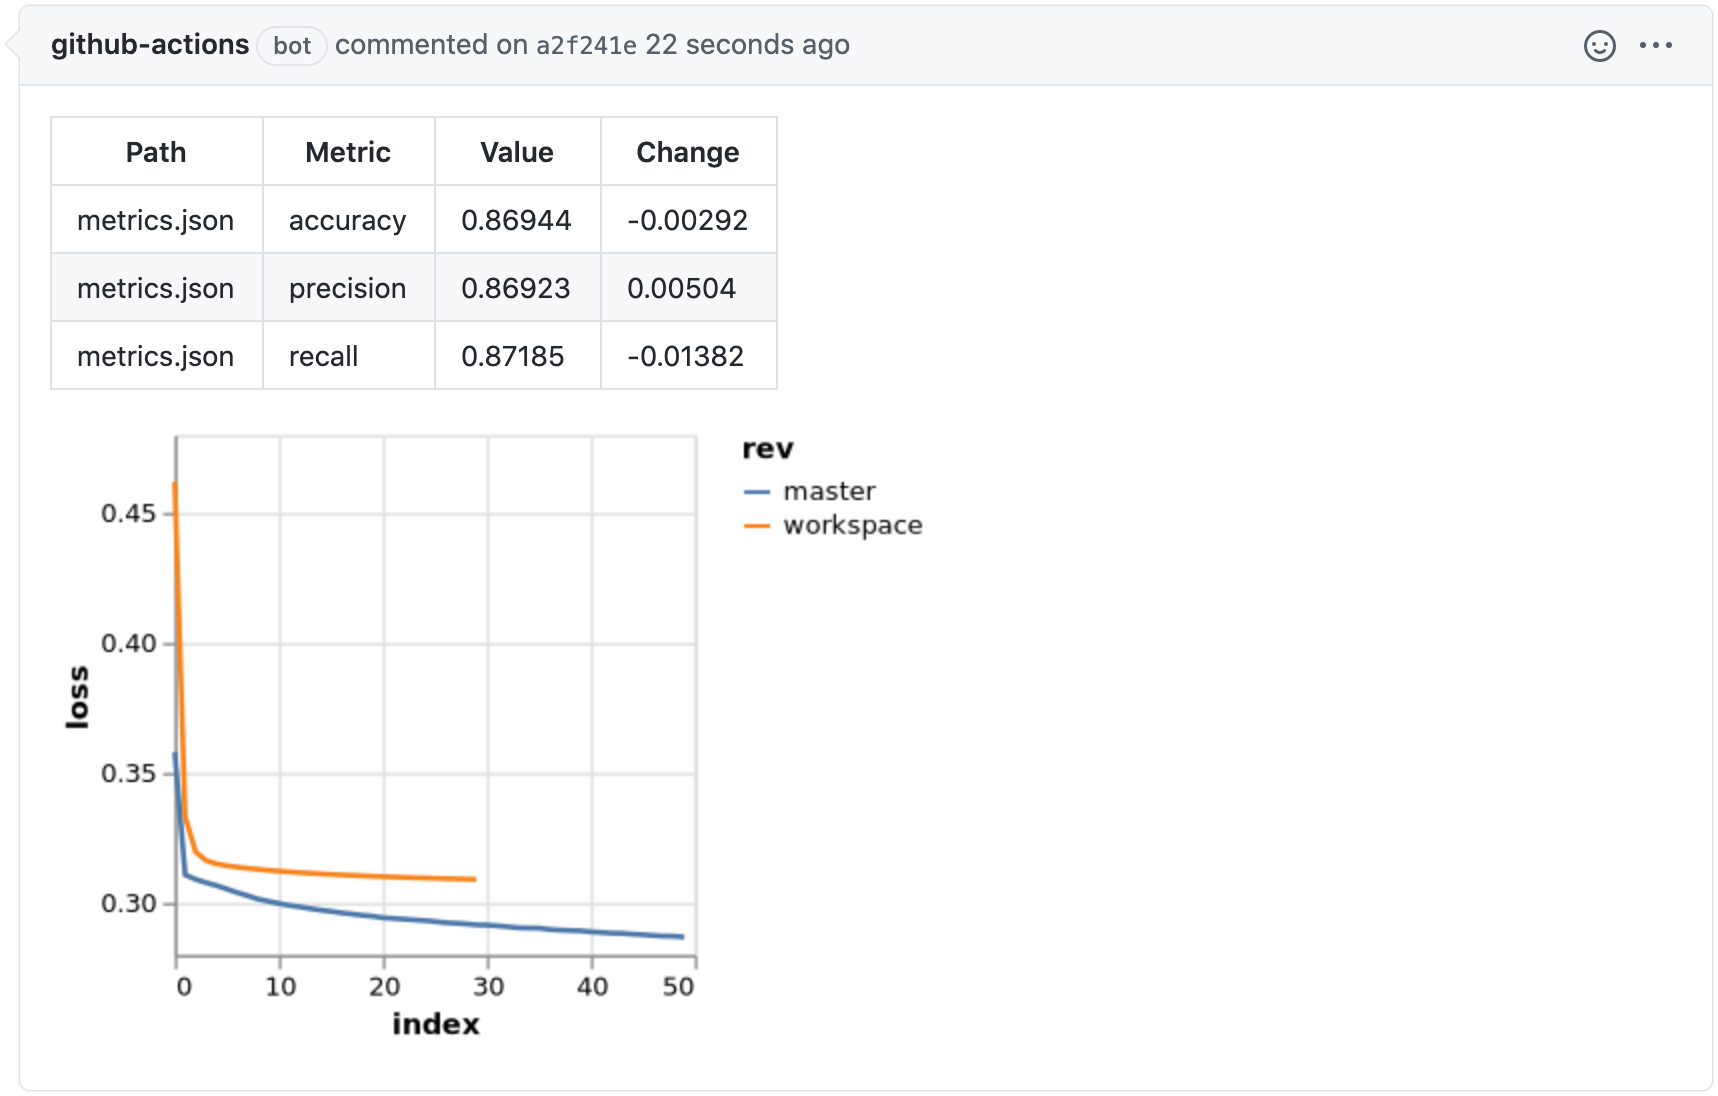 github-actions bot commented on a2f241e 22 seconds ago
Path Metric Value Change
metrics.json accuracy 0.86944 -0.00292
metrics.json precision 0.86923 0.00504
metrics.json recall 0.87185 -0.01382
rev
master
workspace
0.45
0.40
0.35
0.30
loss
0 10 20 30 40 50
index